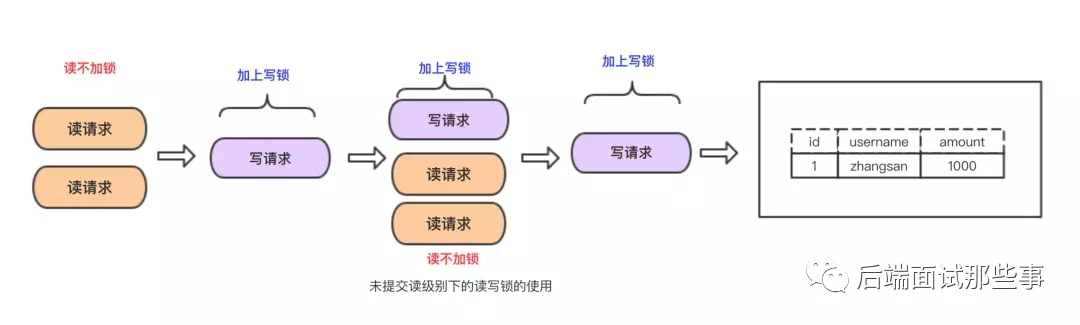 读不加锁
读请求
读请求
加上写锁
写请求
加上写锁
写请求
读请求
读请求
读不加锁
加上写锁
写请求
id username amount
1 zhangsan 1000
未提交读级别下的读写锁的使用
后端面试那些事